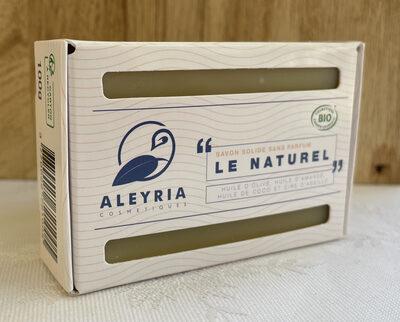 100g
ALEYRIA
COSMETIQUES
SAVON SOLIDE SANS PARFUM
“ LE NATUREL ”
HUILE D'OLIVE, HUILE D'AMANDE,
HUILE DE COCO ET CIRE D'ABEILLE
BIO